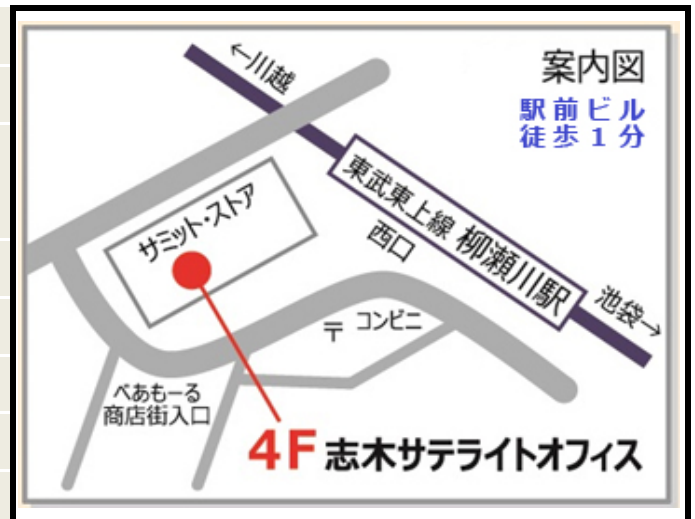 案内図
駅前ビル
徒歩1分
←川越
東武東上線 柳瀬川駅
西口
池袋→
サミット・ストア
〒 コンビニ
べあもーる
商店街入口
4F 志木サテライトオフィス